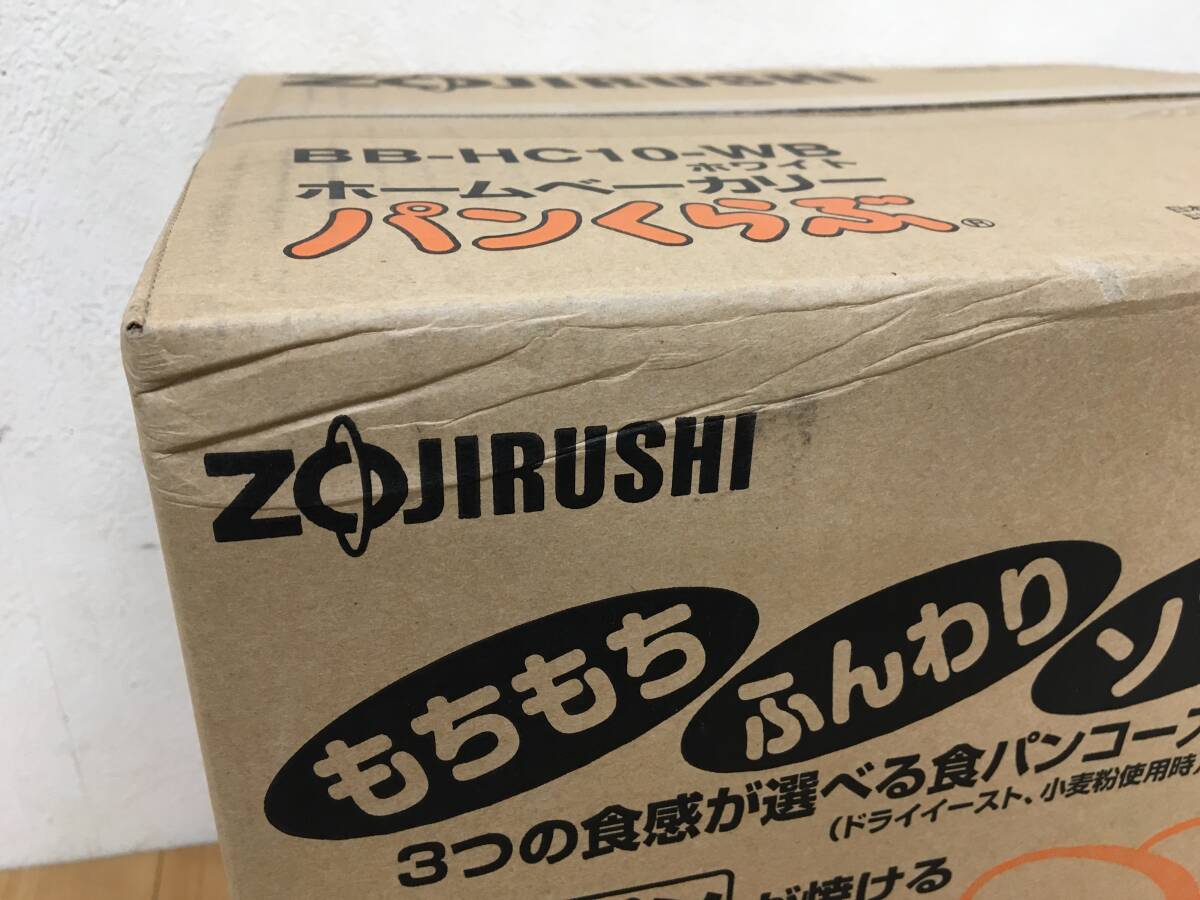 ZOJIRUSHI
BB-HC10-WB
ホワイト
ホームベーカリー
パンくらぶ®
ZOJIRUSHI
もちもち ふんわり ソ
3つの食感が選べる食パンコース
(ドライイースト、小麦粉使用時)
が焼ける